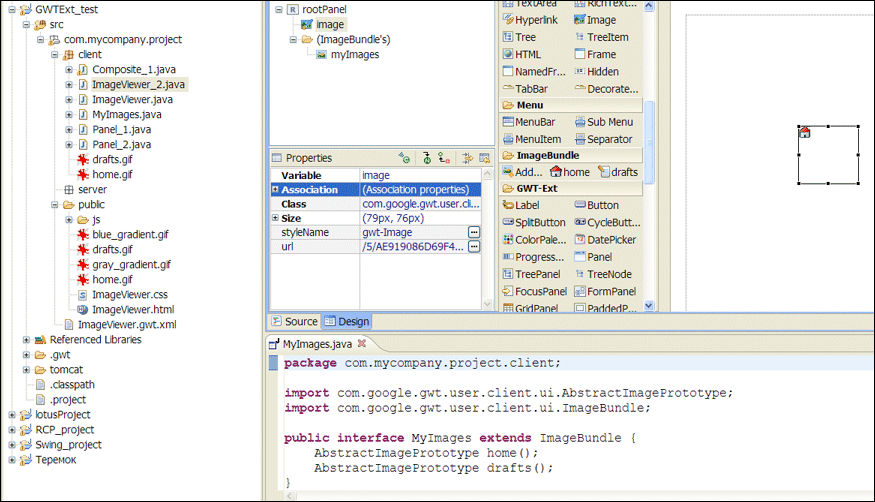 GWTExt_test
src
com.mycompany.project
client
Composite_1.java
ImageViewer_2.java
ImageViewer.java
MyImages.java
Panel_1.java
Panel_2.java
drafts.gif
home.gif
server
public
js
blue_gradient.gif
drafts.gif
gray_gradient.gif
home.gif
ImageViewer.css
ImageViewer.html
ImageViewer.gwt.xml
Referenced Libraries
.gwt
tomcat
.classpath
.project
lotusProject
RCP_project
Swing_project
Теремок
rootPanel
image
(ImageBundle's)
myImages
Properties
Variable image
Association (Association properties)
Class com.google.gwt.user.cli...
Size (79px, 76px)
styleName gwt-Image
url /5/AE919086D69F4...
TextArea RichText...
Hyperlink Image
Tree TreeItem
HTML Frame
NamedFr... Hidden
TabBar Decorate...
Menu
MenuBar Sub Menu
MenuItem Separator
ImageBundle
Add... home drafts
GWT-Ext
Label Button
SplitButton CycleButt...
ColorPale... DatePicker
Progress... Panel
TreePanel TreeNode
FocusPanel FormPanel
GridPanel PaddedP...
Source Design
MyImages.java
package com.mycompany.project.client;
import com.google.gwt.user.client.ui.AbstractImagePrototype;
import com.google.gwt.user.client.ui.ImageBundle;
public interface MyImages extends ImageBundle {
AbstractImagePrototype home();
AbstractImagePrototype drafts();
}